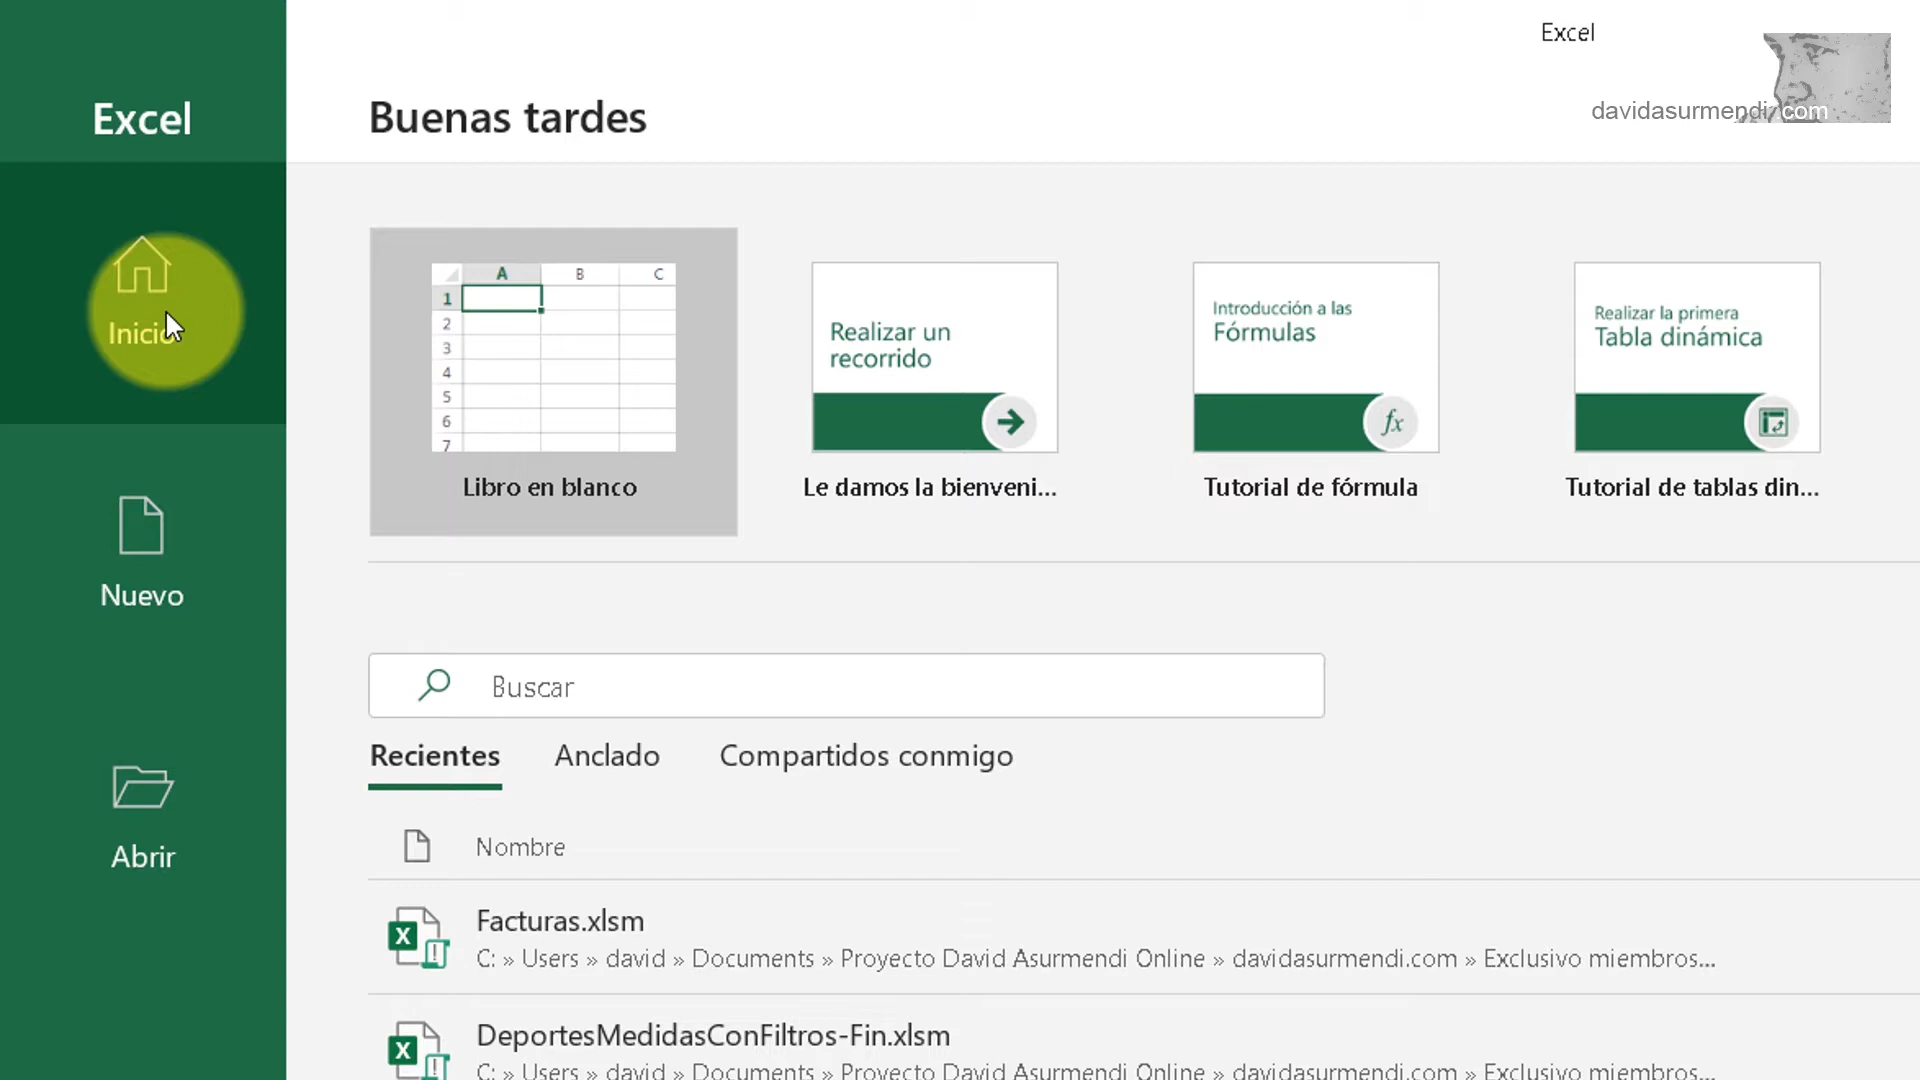 Excel
davidasurmendi.com
Excel
Buenas tardes
Inicio
Nuevo
Abrir
A B C
1
2
3
4
5
6
7
Libro en blanco
Realizar un
recorrido
Le damos la bienveni...
Introducción a las
Fórmulas
fx
Tutorial de fórmula
Realizar la primera
Tabla dinámica
Tutorial de tablas din...
Buscar
Recientes Anclado Compartidos conmigo
Nombre
X
Facturas.xlsm
C: » Users » david » Documents » Proyecto David Asurmendi Online » davidasurmendi.com » Exclusivo miembros...
X
DeportesMedidasConFiltros-Fin.xlsm
C: » Users » david » Documents » Proyecto David Asurmendi Online » davidasurmendi.com » Exclusivo miembros...